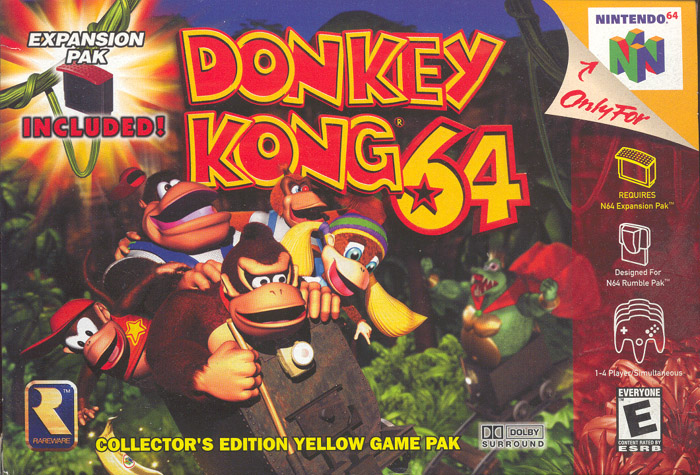 EXPANSION
PAK
INCLUDED!
DONKEY
KONG®
64
NINTENDO⁶⁴
Only For
REQUIRES
N64 Expansion Pak™
Designed For
N64 Rumble Pak™
1-4 Player/Simultaneous
EVERYONE
E
CONTENT RATED BY
ESRB
R
RAREWARE
COLLECTOR'S EDITION YELLOW GAME PAK
DOLBY
SURROUND